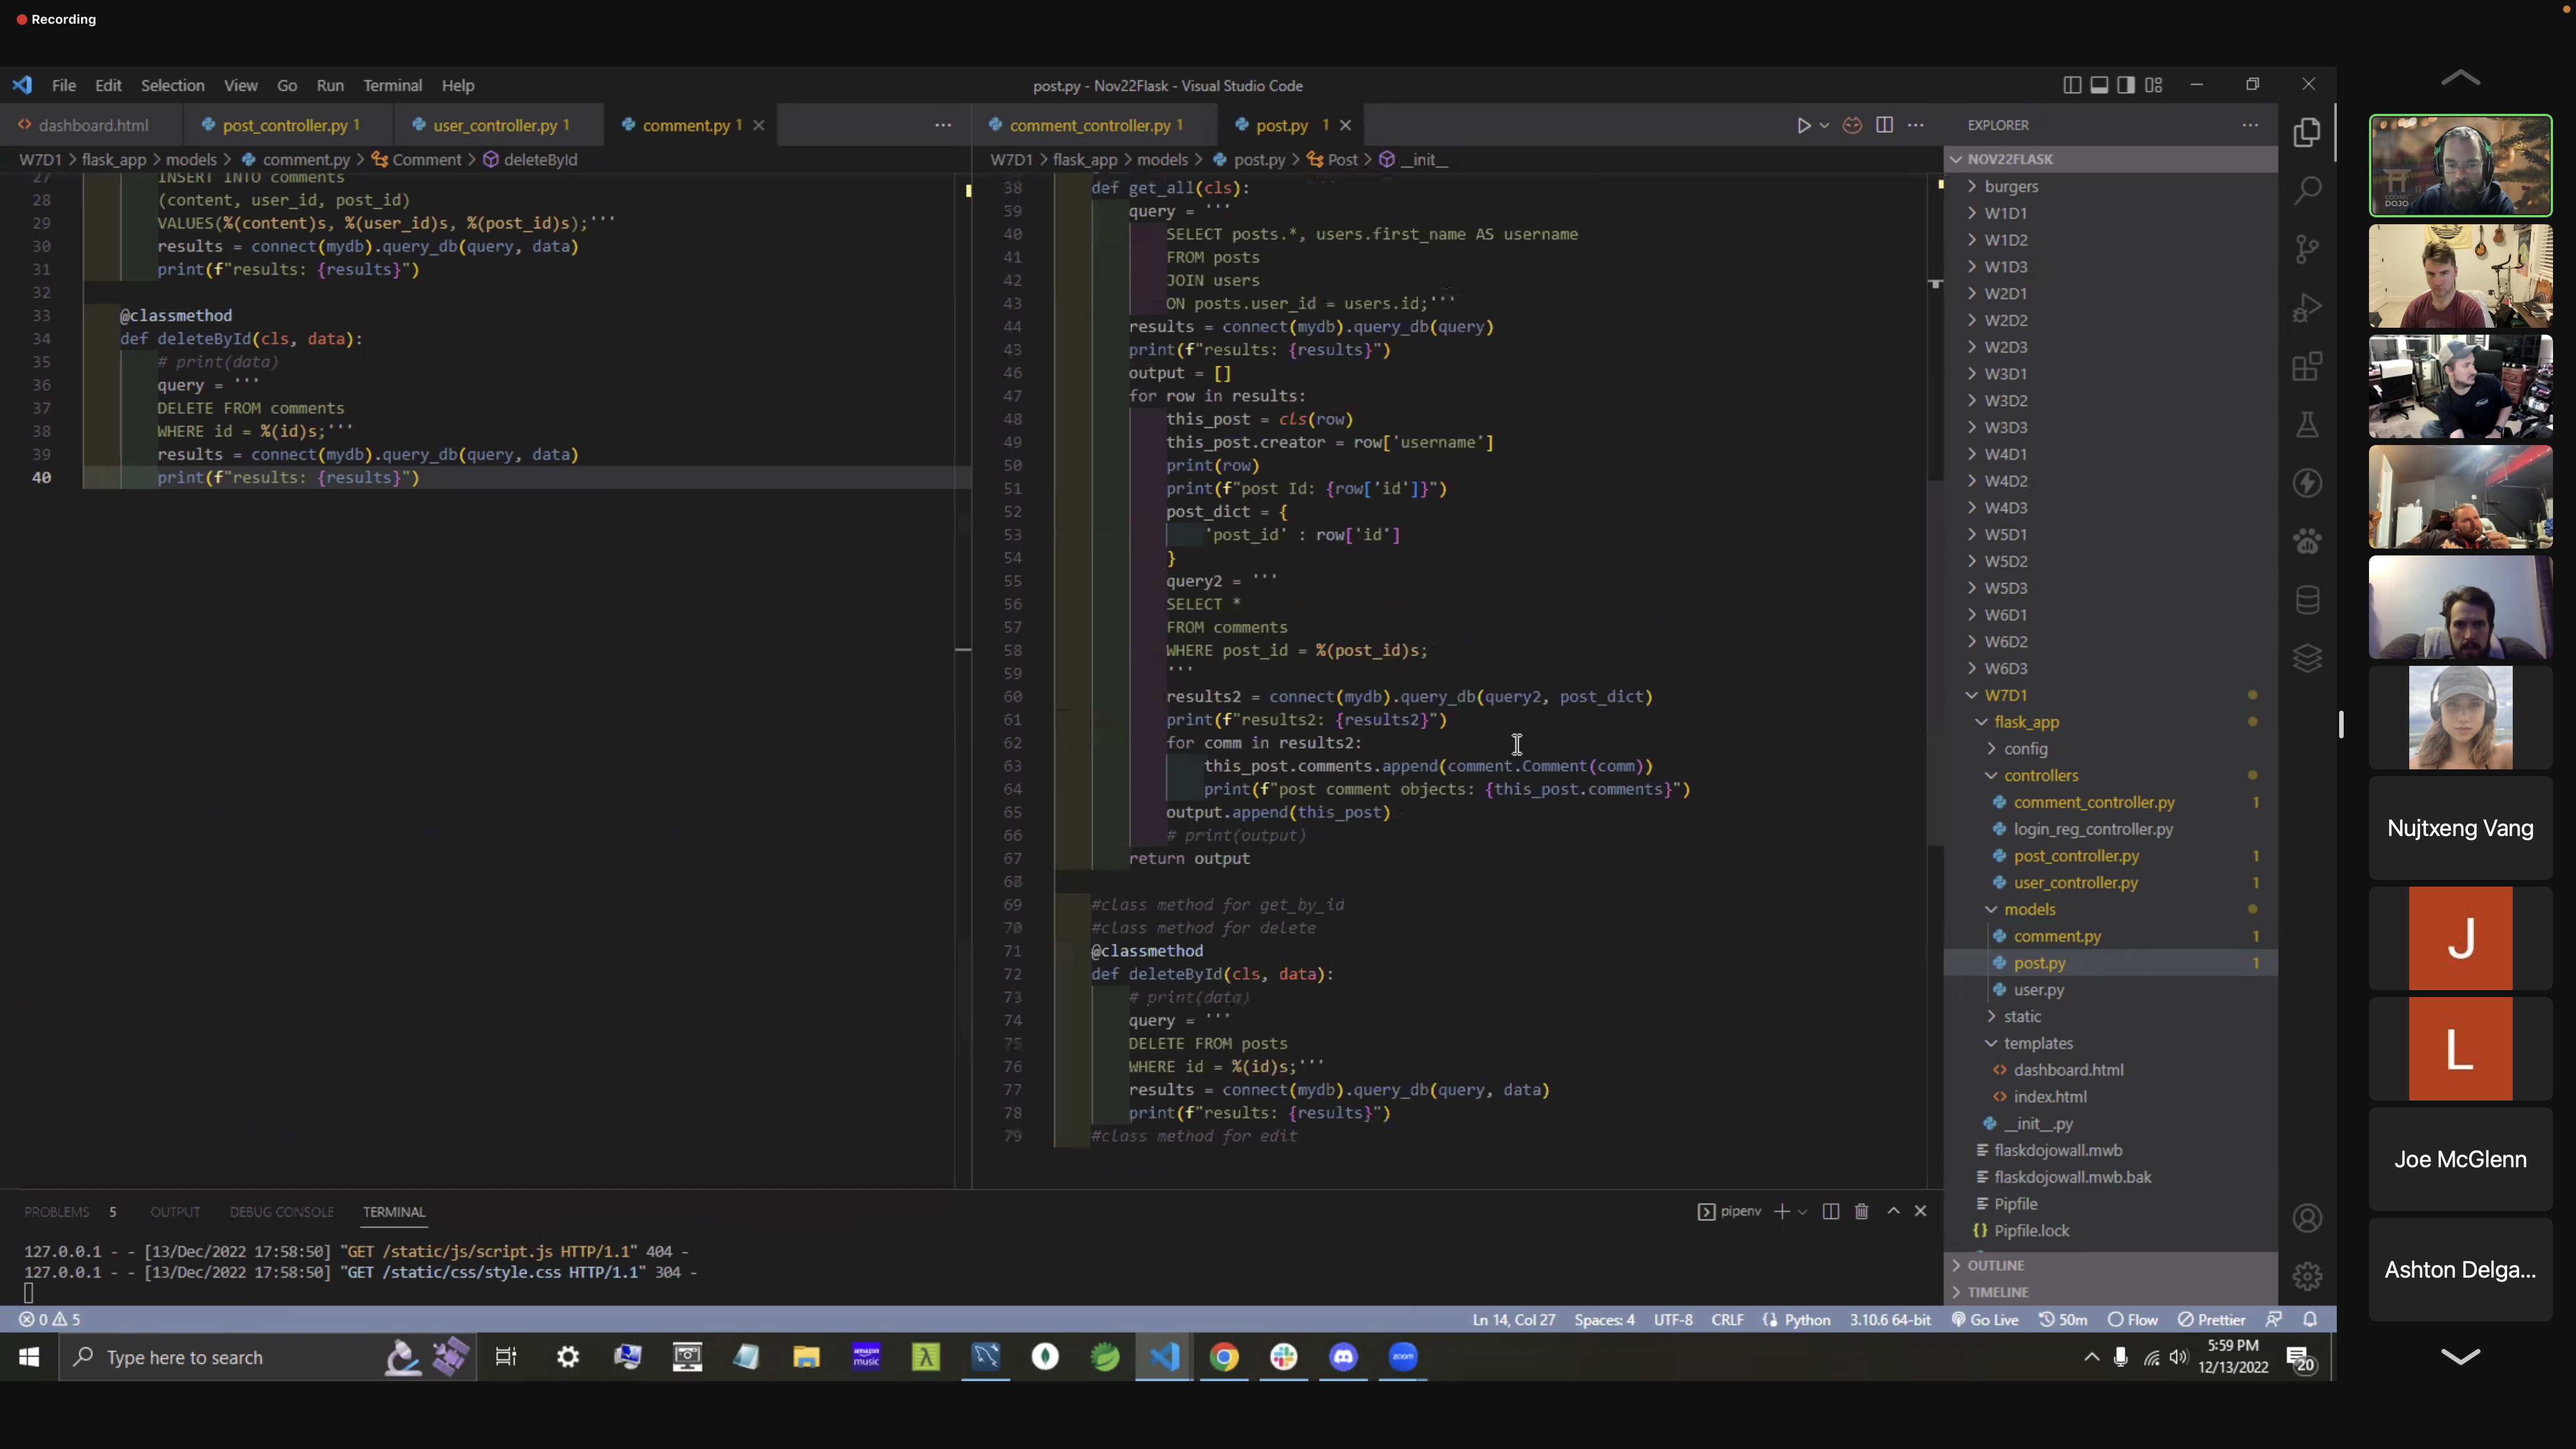 Recording
File Edit Selection View Go Run Terminal Help
post.py - Nov22Flask - Visual Studio Code
dashboard.html
post_controller.py 1
user_controller.py 1
comment.py 1
W7D1 > flask_app > models > comment.py > Comment > deleteById
27 INSERT INTO comments
28 (content, user_id, post_id)
29 VALUES(%(content)s, %(user_id)s, %(post_id)s);'''
30 results = connect(mydb).query_db(query, data)
31 print(f"results: {results}")
32
33 @classmethod
34 def deleteById(cls, data):
35 # print(data)
36 query = '''
37 DELETE FROM comments
38 WHERE id = %(id)s;'''
39 results = connect(mydb).query_db(query, data)
40 print(f"results: {results}")
comment_controller.py 1
post.py 1
W7D1 > flask_app > models > post.py > Post > __init__
38 def get_all(cls):
39 query = '''
40 SELECT posts.*, users.first_name AS username
41 FROM posts
42 JOIN users
43 ON posts.user_id = users.id;'''
44 results = connect(mydb).query_db(query)
45 print(f"results: {results}")
46 output = []
47 for row in results:
48 this_post = cls(row)
49 this_post.creator = row['username']
50 print(row)
51 print(f"post Id: {row['id']}")
52 post_dict = {
53 'post_id' : row['id']
54 }
55 query2 = '''
56 SELECT *
57 FROM comments
58 WHERE post_id = %(post_id)s;
59 '''
60 results2 = connect(mydb).query_db(query2, post_dict)
61 print(f"results2: {results2}")
62 for comm in results2:
63 this_post.comments.append(comment.Comment(comm))
64 print(f"post comment objects: {this_post.comments}")
65 output.append(this_post)
66 # print(output)
67 return output
68
69 #class method for get_by_id
70 #class method for delete
71 @classmethod
72 def deleteById(cls, data):
73 # print(data)
74 query = '''
75 DELETE FROM posts
76 WHERE id = %(id)s;'''
77 results = connect(mydb).query_db(query, data)
78 print(f"results: {results}")
79 #class method for edit
EXPLORER
NOV22FLASK
burgers
W1D1
W1D2
W1D3
W2D1
W2D2
W2D3
W3D1
W3D2
W3D3
W4D1
W4D2
W4D3
W5D1
W5D2
W5D3
W6D1
W6D2
W6D3
W7D1
flask_app
config
controllers
comment_controller.py 1
login_reg_controller.py
post_controller.py 1
user_controller.py 1
models
comment.py 1
post.py 1
user.py
static
templates
dashboard.html
index.html
__init__.py
flaskdojowall.mwb
flaskdojowall.mwb.bak
Pipfile
Pipfile.lock
OUTLINE
TIMELINE
PROBLEMS 5 OUTPUT DEBUG CONSOLE TERMINAL
pipenv
127.0.0.1 - - [13/Dec/2022 17:58:50] "GET /static/js/script.js HTTP/1.1" 404 -
127.0.0.1 - - [13/Dec/2022 17:58:50] "GET /static/css/style.css HTTP/1.1" 304 -
0 5
Ln 14, Col 27 Spaces: 4 UTF-8 CRLF Python 3.10.6 64-bit Go Live 50m Flow Prettier
Type here to search
amazon music
zoom
5:59 PM
12/13/2022
20
CODING DOJO
Nujtxeng Vang
J
L
Joe McGlenn
Ashton Delga...